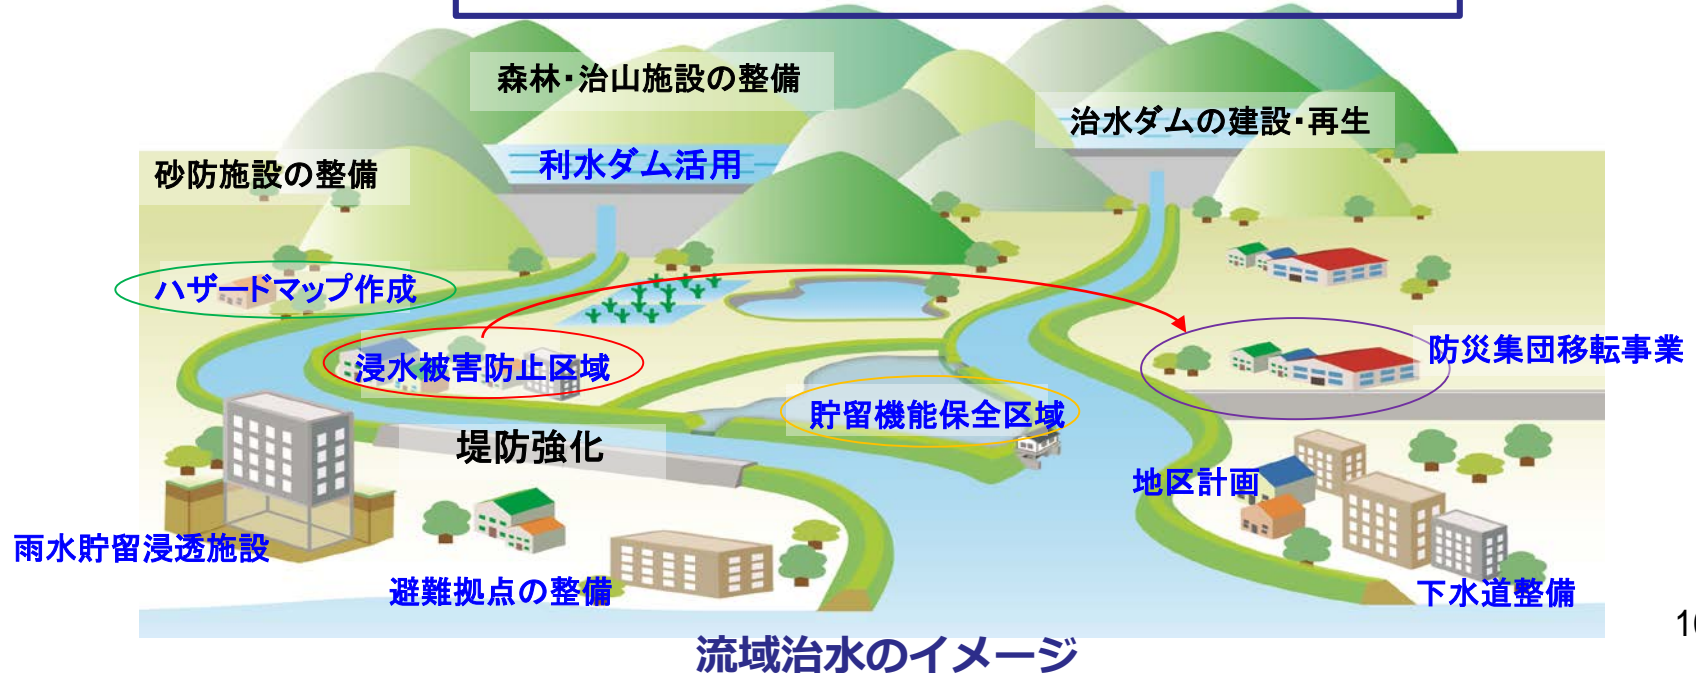 森林・治山施設の整備
治水ダムの建設・再生
利水ダム活用
砂防施設の整備
ハザードマップ作成
浸水被害防止区域
防災集団移転事業
貯留機能保全区域
堤防強化
地区計画
雨水貯留浸透施設
避難拠点の整備
下水道整備
流域治水のイメージ